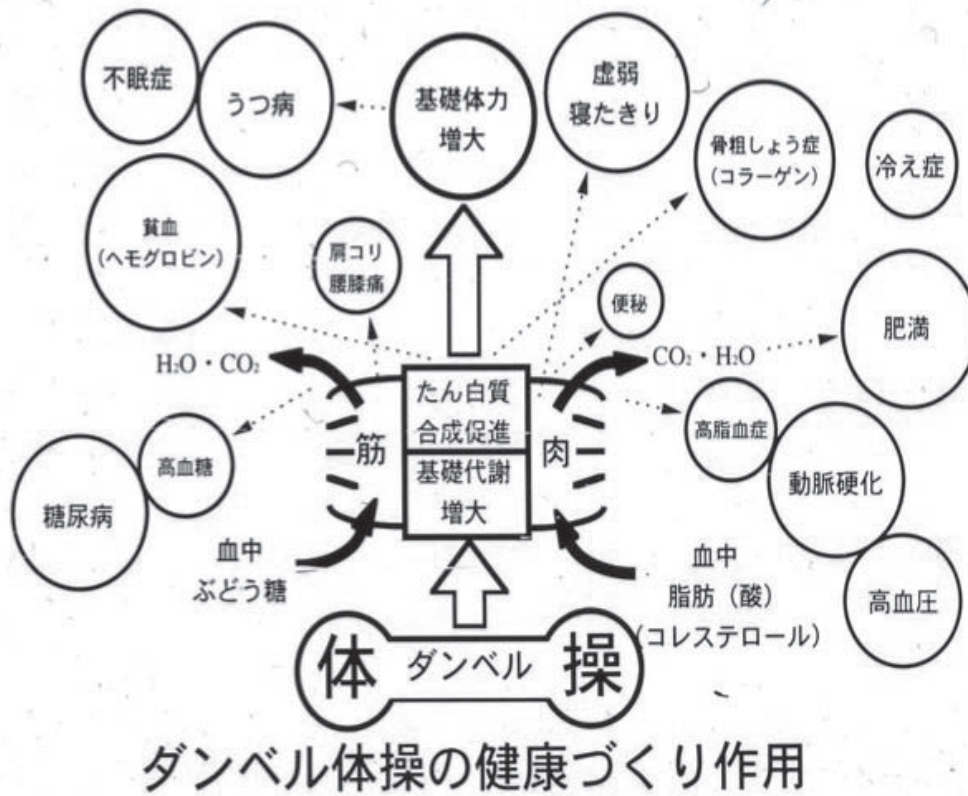 不眠症
うつ病
基礎体力
増大
虚弱
寝たきり
骨粗しょう症
(コラーゲン)
冷え症
貧血
(ヘモグロビン)
肩コリ
腰膝痛
便秘
肥満
H₂O・CO₂
CO₂・H₂O
たん白質
合成促進
筋
肉
基礎代謝
増大
高血糖
糖尿病
高脂血症
動脈硬化
高血圧
血中
ぶどう糖
血中
脂肪(酸)
(コレステロール)
体
ダンベル
操
ダンベル体操の健康づくり作用